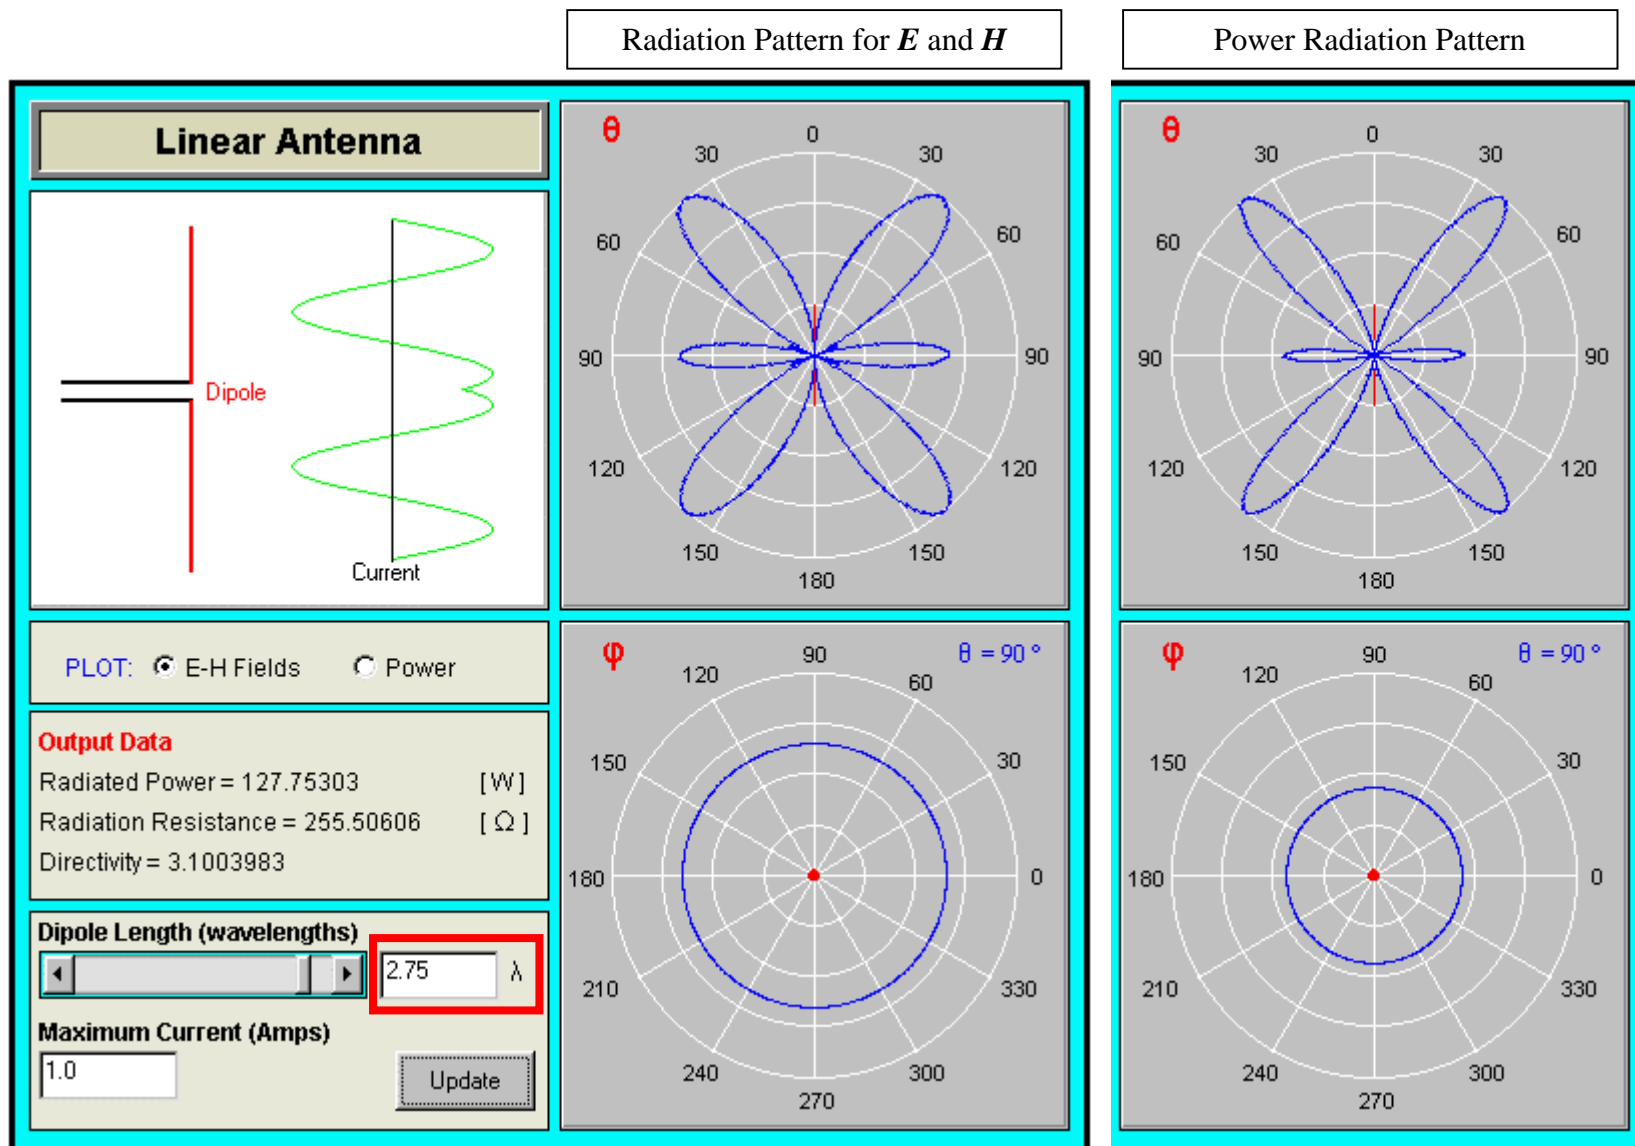 Radiation Pattern for E and H
Power Radiation Pattern
Linear Antenna
Dipole
Current
PLOT: E-H Fields Power
Output Data
Radiated Power = 127.75303 [ W ]
Radiation Resistance = 255.50606 [ Ω ]
Directivity = 3.1003983
Dipole Length (wavelengths)
2.75 λ
Maximum Current (Amps)
1.0
Update
θ
0
30 30
60 60
90 90
120 120
150 150
180
φ
θ = 90 °
90
120 60
150 30
180 0
210 330
240 300
270
θ
0
30 30
60 60
90 90
120 120
150 150
180
φ
θ = 90 °
90
120 60
150 30
180 0
210 330
240 300
270